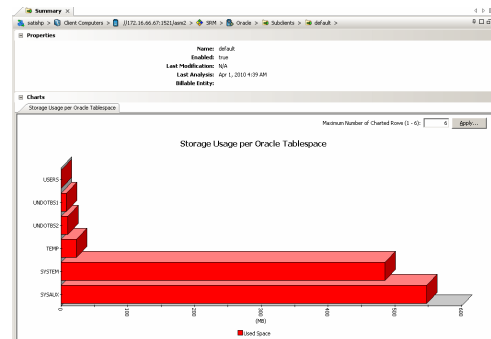 Summary
satishp > Client Computers > //172.16.66.67:1521/asm2 > SRM > Oracle > Subclients > default >
Properties
Name: default
Enabled: true
Last Modification: N/A
Last Analysis: Apr 1, 2010 4:39 AM
Billable Entity:
Charts
Storage Usage per Oracle Tablespace
Maximum Number of Charted Rows (1 - 6): 6 Apply...
Storage Usage per Oracle Tablespace
USERS
UNDOTBS1
UNDOTBS2
TEMP
SYSTEM
SYSAUX
0 100 200 300 400 500 600
(MB)
Used Space